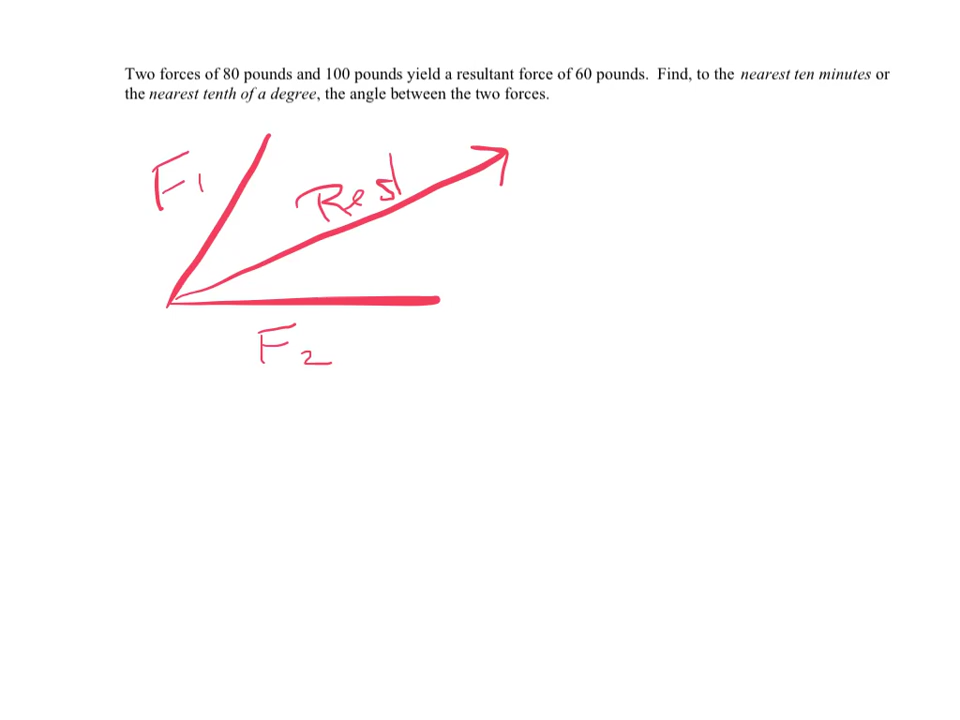 Two forces of 80 pounds and 100 pounds yield a resultant force of 60 pounds. Find, to the nearest ten minutes or
the nearest tenth of a degree, the angle between the two forces.
F1
Res
F2